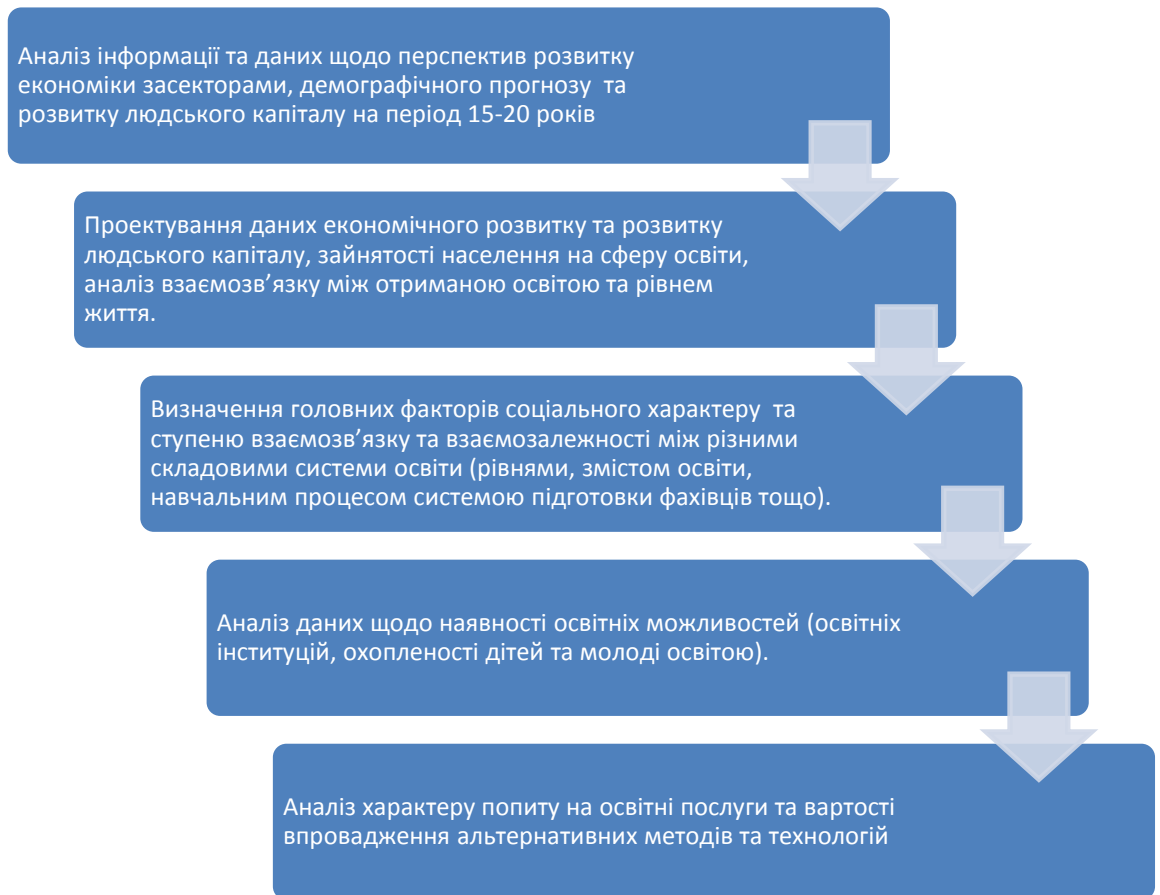 Аналіз інформації та даних щодо перспектив розвитку
економіки засекторами, демографічного прогнозу та
розвитку людського капіталу на період 15-20 років
Проектування даних економічного розвитку та розвитку
людського капіталу, зайнятості населення на сферу освіти,
аналіз взаємозв’язку між отриманою освітою та рівнем
життя.
Визначення головних факторів соціального характеру та
ступеню взаємозв’язку та взаємозалежності між різними
складовими системи освіти (рівнями, змістом освіти,
навчальним процесом системою підготовки фахівців тощо).
Аналіз даних щодо наявності освітніх можливостей (освітніх
інституцій, охопленості дітей та молоді освітою).
Аналіз характеру попиту на освітні послуги та вартості
впровадження альтернативних методів та технологій